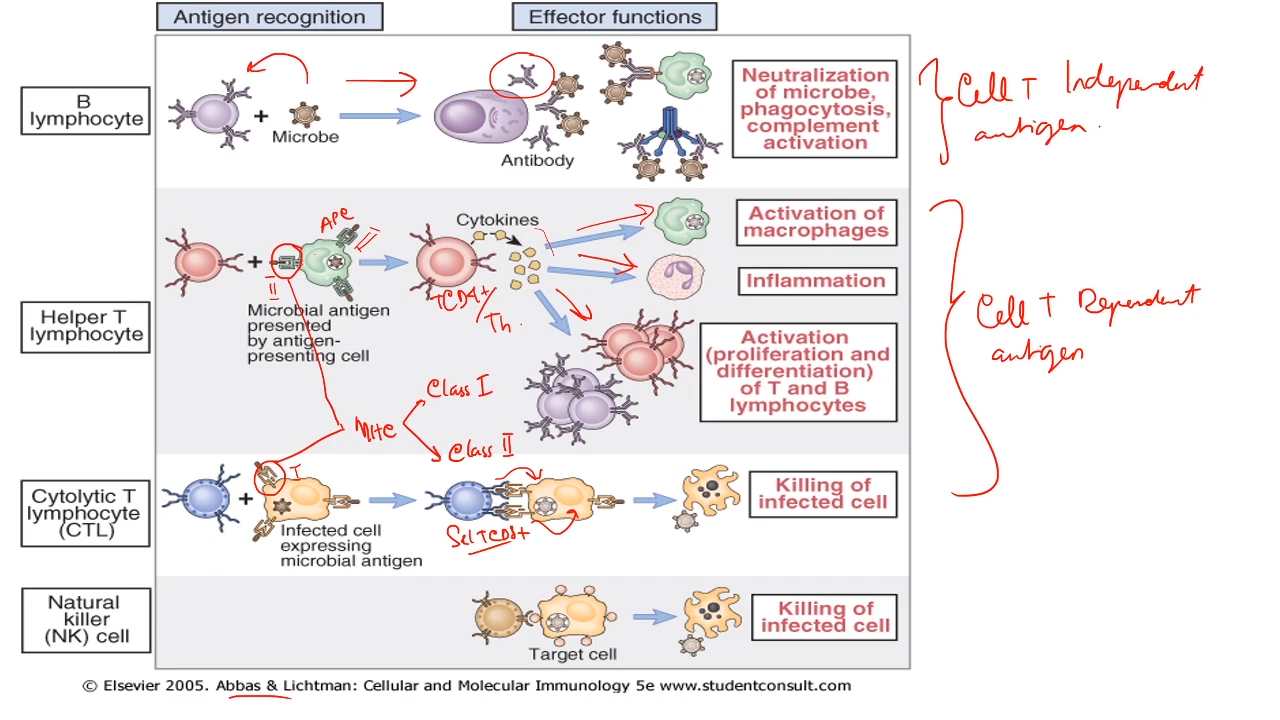 Antigen recognition
Effector functions
B
lymphocyte
+
Microbe
Antibody
Neutralization
of microbe,
phagocytosis,
complement
activation
Cell T Independent
antigen.
Helper T
lymphocyte
+
APC
II
II
Microbial antigen
presented
by antigen-
presenting cell
Cytokines
TCD4+/
Th.
Activation of
macrophages
Inflammation
Activation
(proliferation and
differentiation)
of T and B
lymphocytes
Cell T Dependent
antigen
MHC
Class I
Class II
Cytolytic T
lymphocyte
(CTL)
+
I
Infected cell
expressing
microbial antigen
Sel TCD8+
Killing of
infected cell
Natural
killer
(NK) cell
Target cell
Killing of
infected cell
© Elsevier 2005. Abbas & Lichtman: Cellular and Molecular Immunology 5e www.studentconsult.com